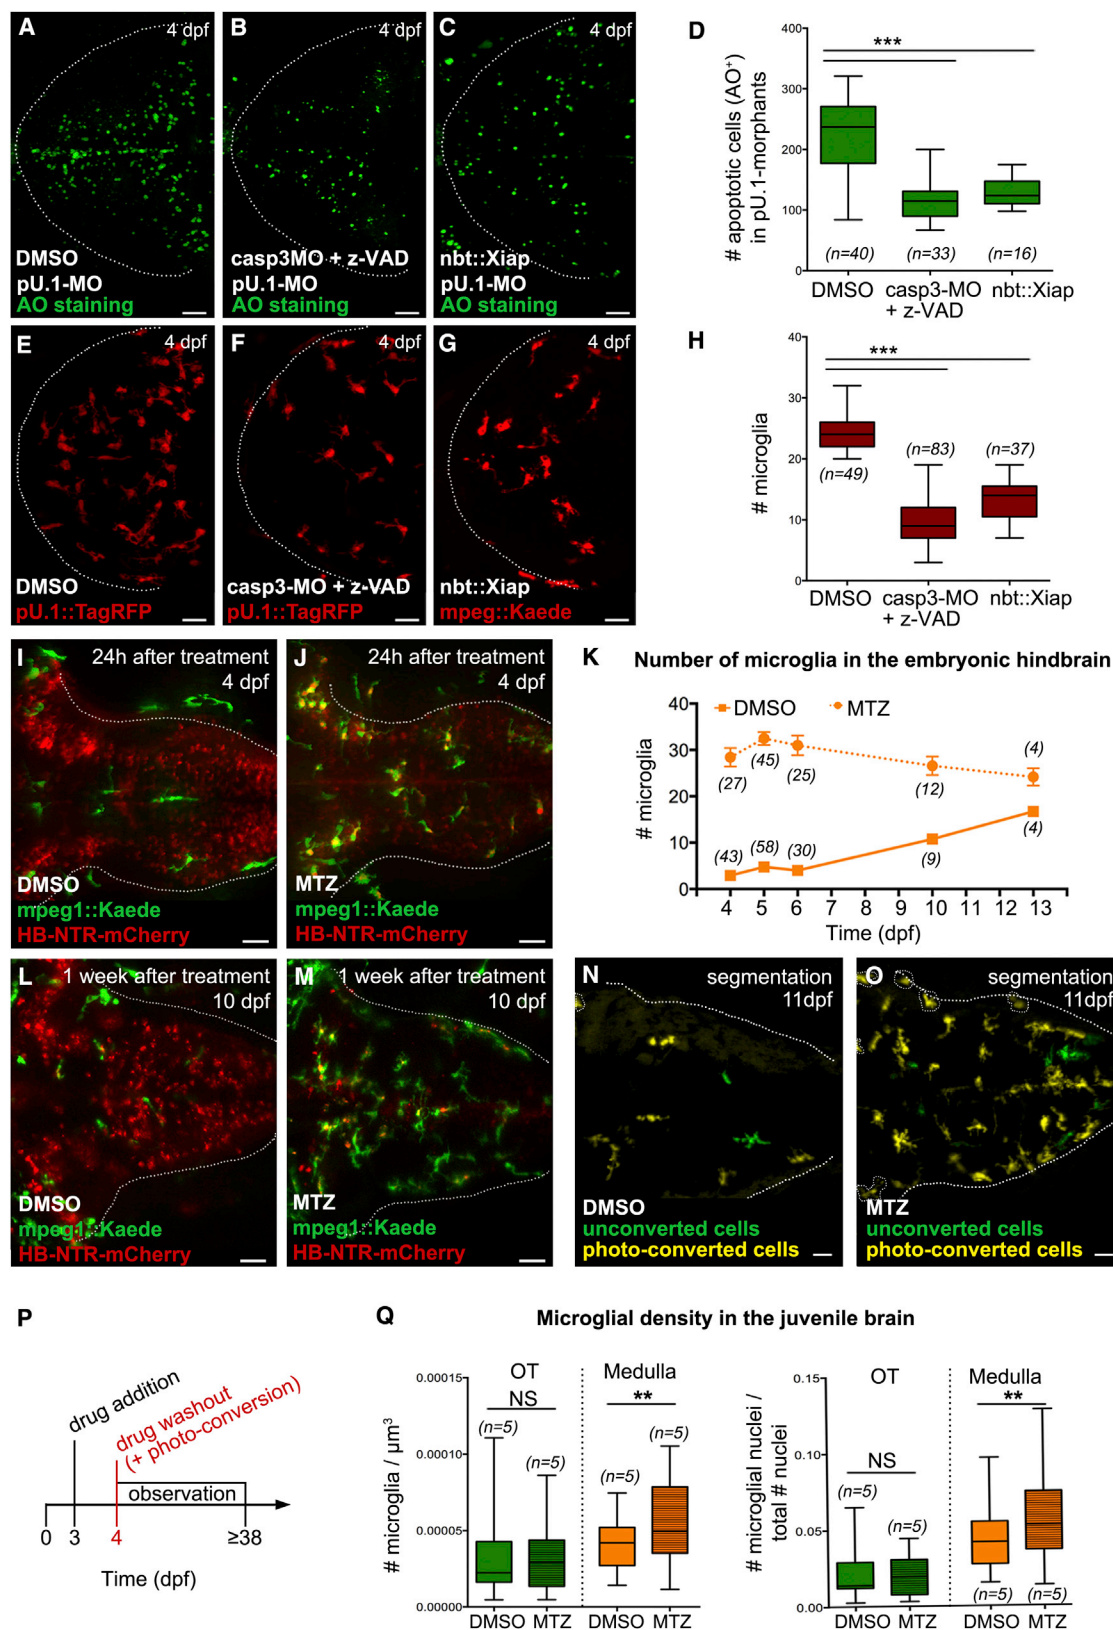 A
4 dpf
DMSO
pU.1-MO
AO staining
B
4 dpf
casp3MO + z-VAD
pU.1-MO
AO staining
C
4 dpf
nbt::Xiap
pU.1-MO
AO staining
D
# apoptotic cells (AO⁺)
in pU.1-morphants
400
300
200
100
0
***
(n=40)
(n=33)
(n=16)
DMSO
casp3-MO
+ z-VAD
nbt::Xiap
E
4 dpf
DMSO
pU.1::TagRFP
F
4 dpf
casp3-MO + z-VAD
pU.1::TagRFP
G
4 dpf
nbt::Xiap
mpeg::Kaede
H
# microglia
40
30
20
10
0
***
(n=49)
(n=83)
(n=37)
DMSO
casp3-MO
+ z-VAD
nbt::Xiap
I
24h after treatment
4 dpf
DMSO
mpeg1::Kaede
HB-NTR-mCherry
J
24h after treatment
4 dpf
MTZ
mpeg1::Kaede
HB-NTR-mCherry
K
Number of microglia in the embryonic hindbrain
DMSO
MTZ
# microglia
40
30
20
10
0
(27)
(45)
(25)
(12)
(4)
(43)
(58)
(30)
(9)
(4)
4 5 6 7 8 9 10 11 12 13
Time (dpf)
L
1 week after treatment
10 dpf
DMSO
mpeg1::Kaede
HB-NTR-mCherry
M
1 week after treatment
10 dpf
MTZ
mpeg1::Kaede
HB-NTR-mCherry
N
segmentation
11dpf
DMSO
unconverted cells
photo-converted cells
O
segmentation
11dpf
MTZ
unconverted cells
photo-converted cells
P
drug addition
drug washout
(+ photo-conversion)
observation
0 3 4 ≥38
Time (dpf)
Q
Microglial density in the juvenile brain
# microglia / µm³
0.00015
0.00010
0.00005
0.00000
OT
NS
(n=5)
(n=5)
Medulla
**
(n=5)
(n=5)
DMSO MTZ DMSO MTZ
# microglial nuclei /
total # nuclei
0.15
0.10
0.05
0.00
OT
NS
(n=5)
(n=5)
Medulla
**
(n=5)
(n=5)
DMSO MTZ DMSO MTZ